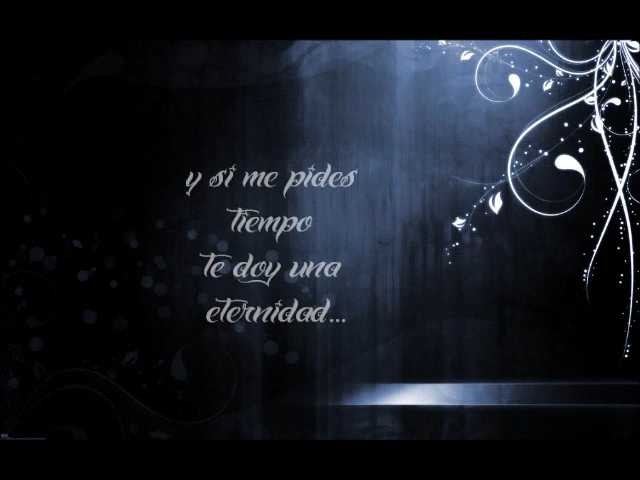 y si me pides
Tiempo
Te doy una
eternidad...